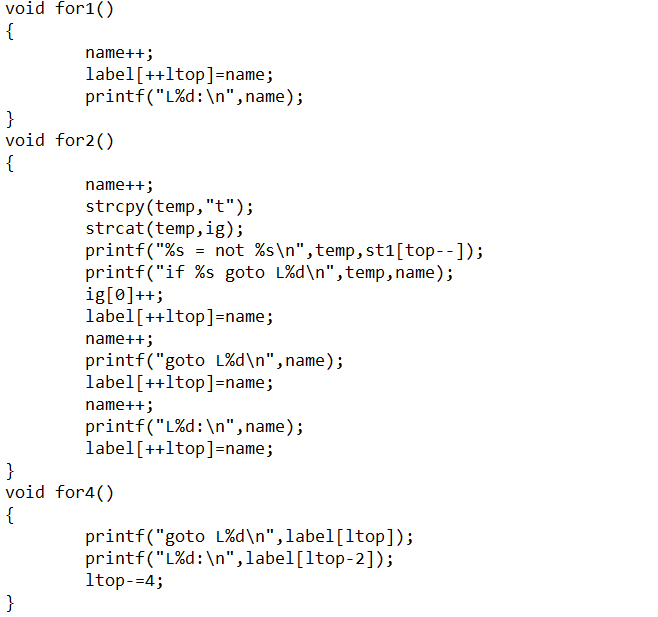 void for1()
{
        name++;
        label[++ltop]=name;
        printf("L%d:\n",name);
}
void for2()
{
        name++;
        strcpy(temp,"t");
        strcat(temp,ig);
        printf("%s = not %s\n",temp,st1[top--]);
        printf("if %s goto L%d\n",temp,name);
        ig[0]++;
        label[++ltop]=name;
        name++;
        printf("goto L%d\n",name);
        label[++ltop]=name;
        name++;
        printf("L%d:\n",name);
        label[++ltop]=name;
}
void for4()
{
        printf("goto L%d\n",label[ltop]);
        printf("L%d:\n",label[ltop-2]);
        ltop-=4;
}